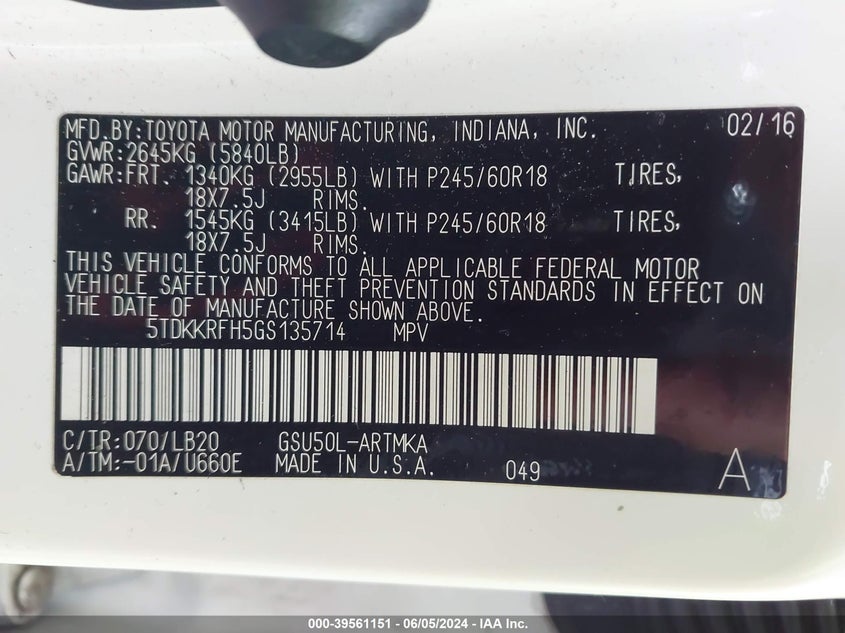 MFD.BY:TOYOTA MOTOR MANUFACTURING, INDIANA, INC. 02/16
GVWR:2645KG (5840LB)
GAWR:FRT. 1340KG (2955LB) WITH P245/60R18 TIRES,
18X7.5J RIMS.
RR. 1545KG (3415LB) WITH P245/60R18 TIRES,
18X7.5J RIMS.
THIS VEHICLE CONFORMS TO ALL APPLICABLE FEDERAL MOTOR
VEHICLE SAFETY AND THEFT PREVENTION STANDARDS IN EFFECT ON
THE DATE OF MANUFACTURE SHOWN ABOVE.
5TDKKRFH5GS135714 MPV
C/TR:070/LB20 GSU50L-ARTMKA
A/TM:-01A/U660E MADE IN U.S.A. 049 A
000-39561151 — 06/05/2024 — IAA Inc.